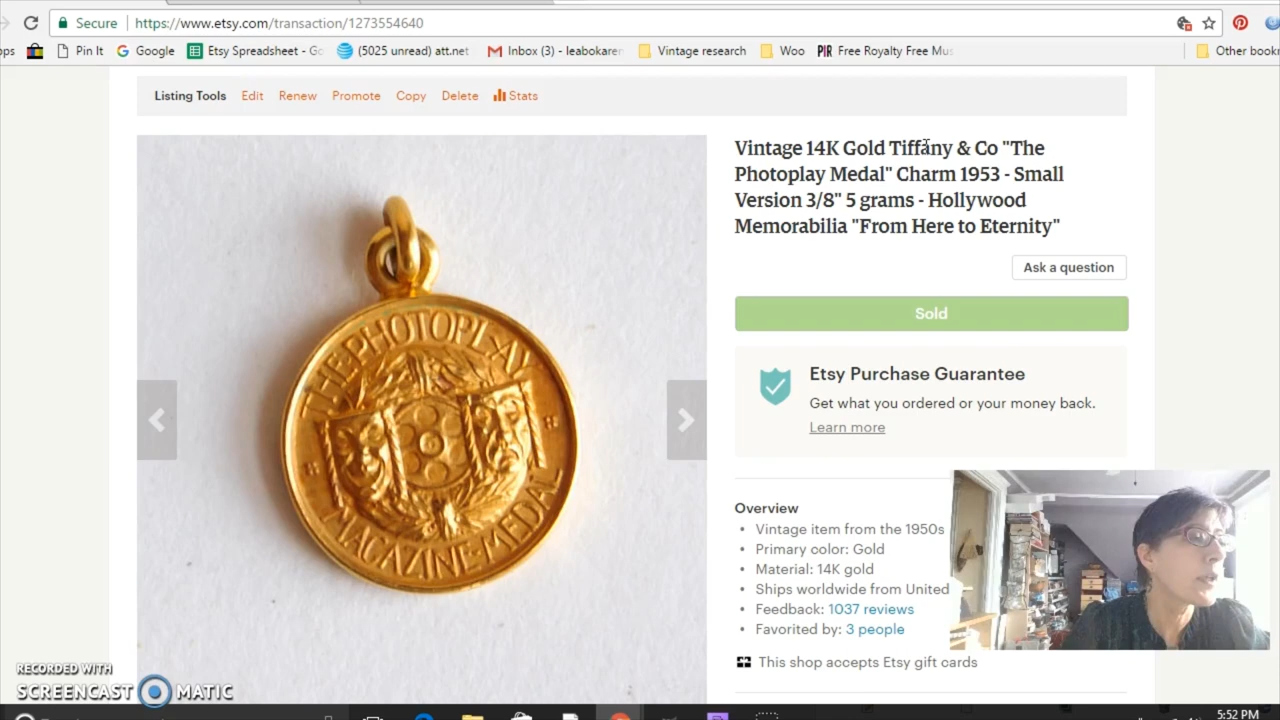 Secure
https://www.etsy.com/transaction/1273554640
ops
Pin It
Google
Etsy Spreadsheet - Go
(5025 unread) att.net
Inbox (3) - leabokaren
Vintage research
Woo
PIR Free Royalty Free Mus
Other bookm
Listing Tools Edit Renew Promote Copy Delete Stats
THE PHOTOPLAY
MAGAZINE MEDAL
Vintage 14K Gold Tiffany & Co "The
Photoplay Medal" Charm 1953 - Small
Version 3/8" 5 grams - Hollywood
Memorabilia "From Here to Eternity"
Ask a question
Sold
Etsy Purchase Guarantee
Get what you ordered or your money back.
Learn more
Overview
• Vintage item from the 1950s
• Primary color: Gold
• Material: 14K gold
• Ships worldwide from United
• Feedback: 1037 reviews
• Favorited by: 3 people
This shop accepts Etsy gift cards
RECORDED WITH
SCREENCAST MATIC
5:52 PM